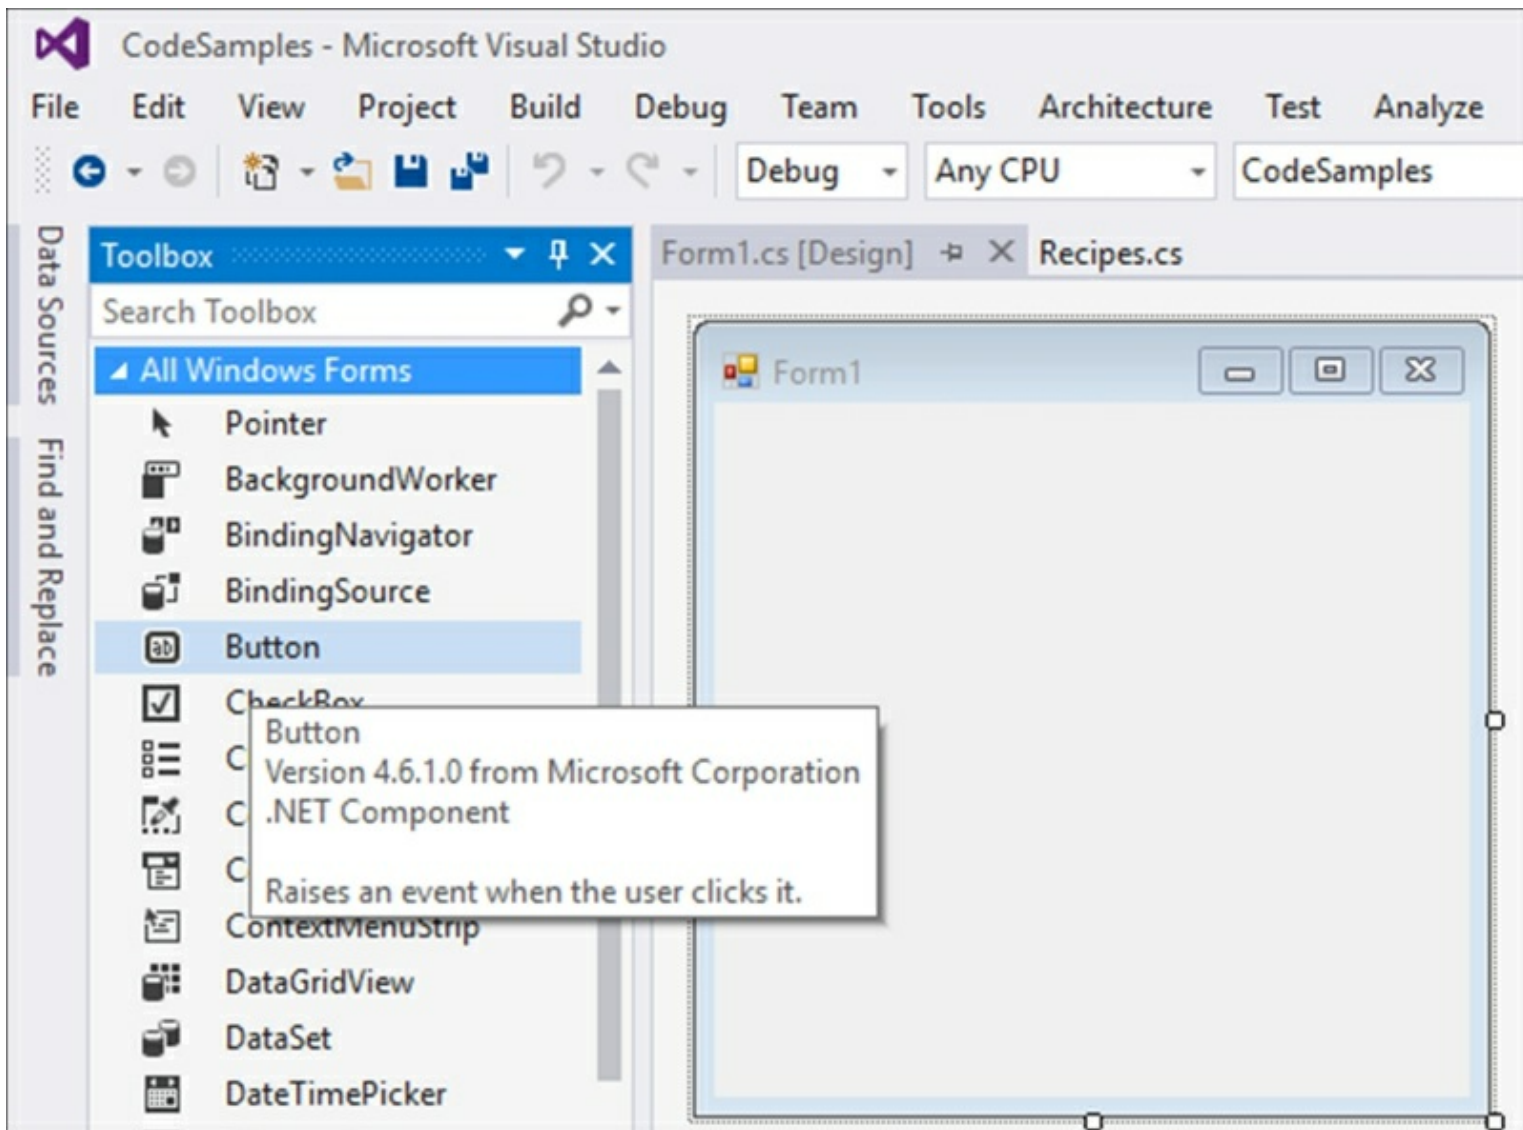 CodeSamples - Microsoft Visual Studio
File Edit View Project Build Debug Team Tools Architecture Test Analyze
Debug Any CPU CodeSamples
Data Sources
Find and Replace
Toolbox
Search Toolbox
All Windows Forms
Pointer
BackgroundWorker
BindingNavigator
BindingSource
Button
CheckBox
Button
Version 4.6.1.0 from Microsoft Corporation
.NET Component
Raises an event when the user clicks it.
ContextMenuStrip
DataGridView
DataSet
DateTimePicker
Form1.cs [Design] Recipes.cs
Form1